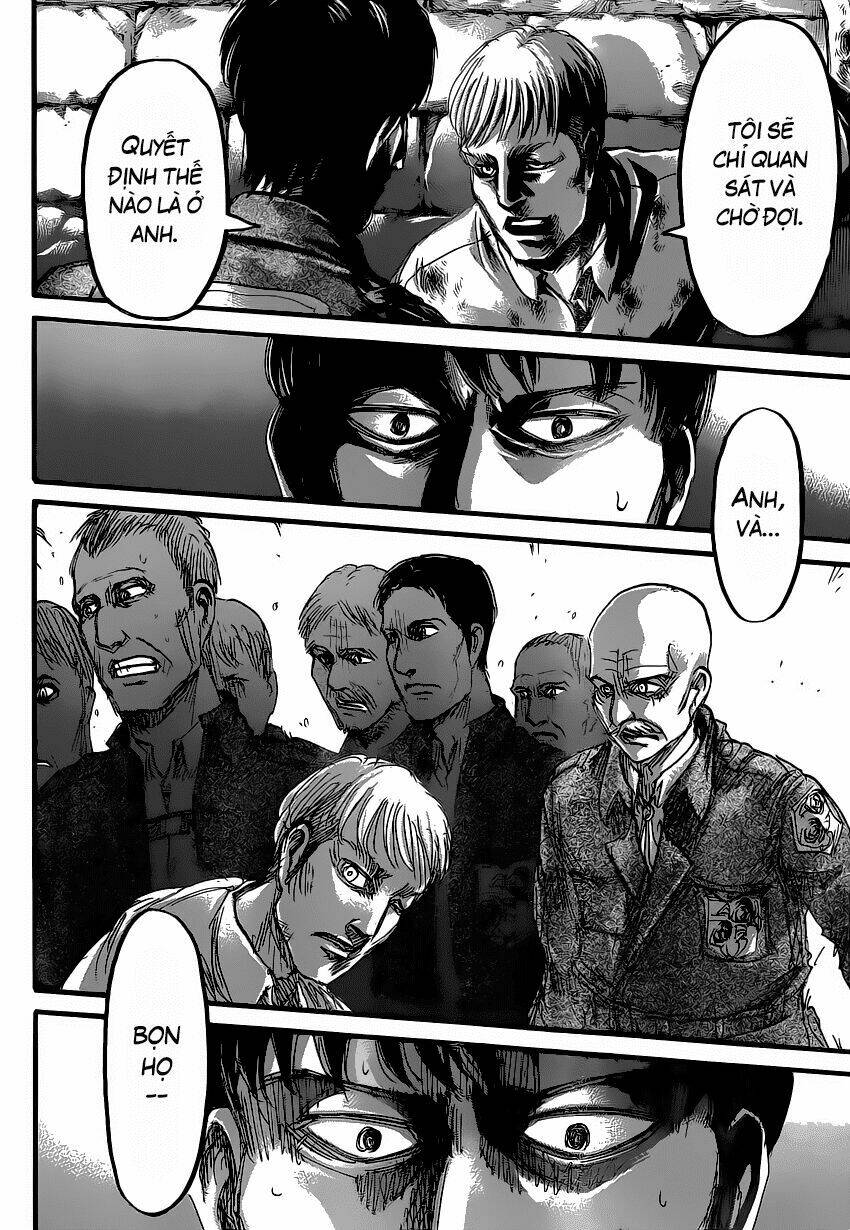 TÔI SẼ
CHỈ QUAN
SÁT VÀ
CHỜ ĐỢI.
QUYẾT
ĐỊNH THẾ
NÀO LÀ Ở
ANH.
ANH,
VÀ...
BỌN
HỌ
--